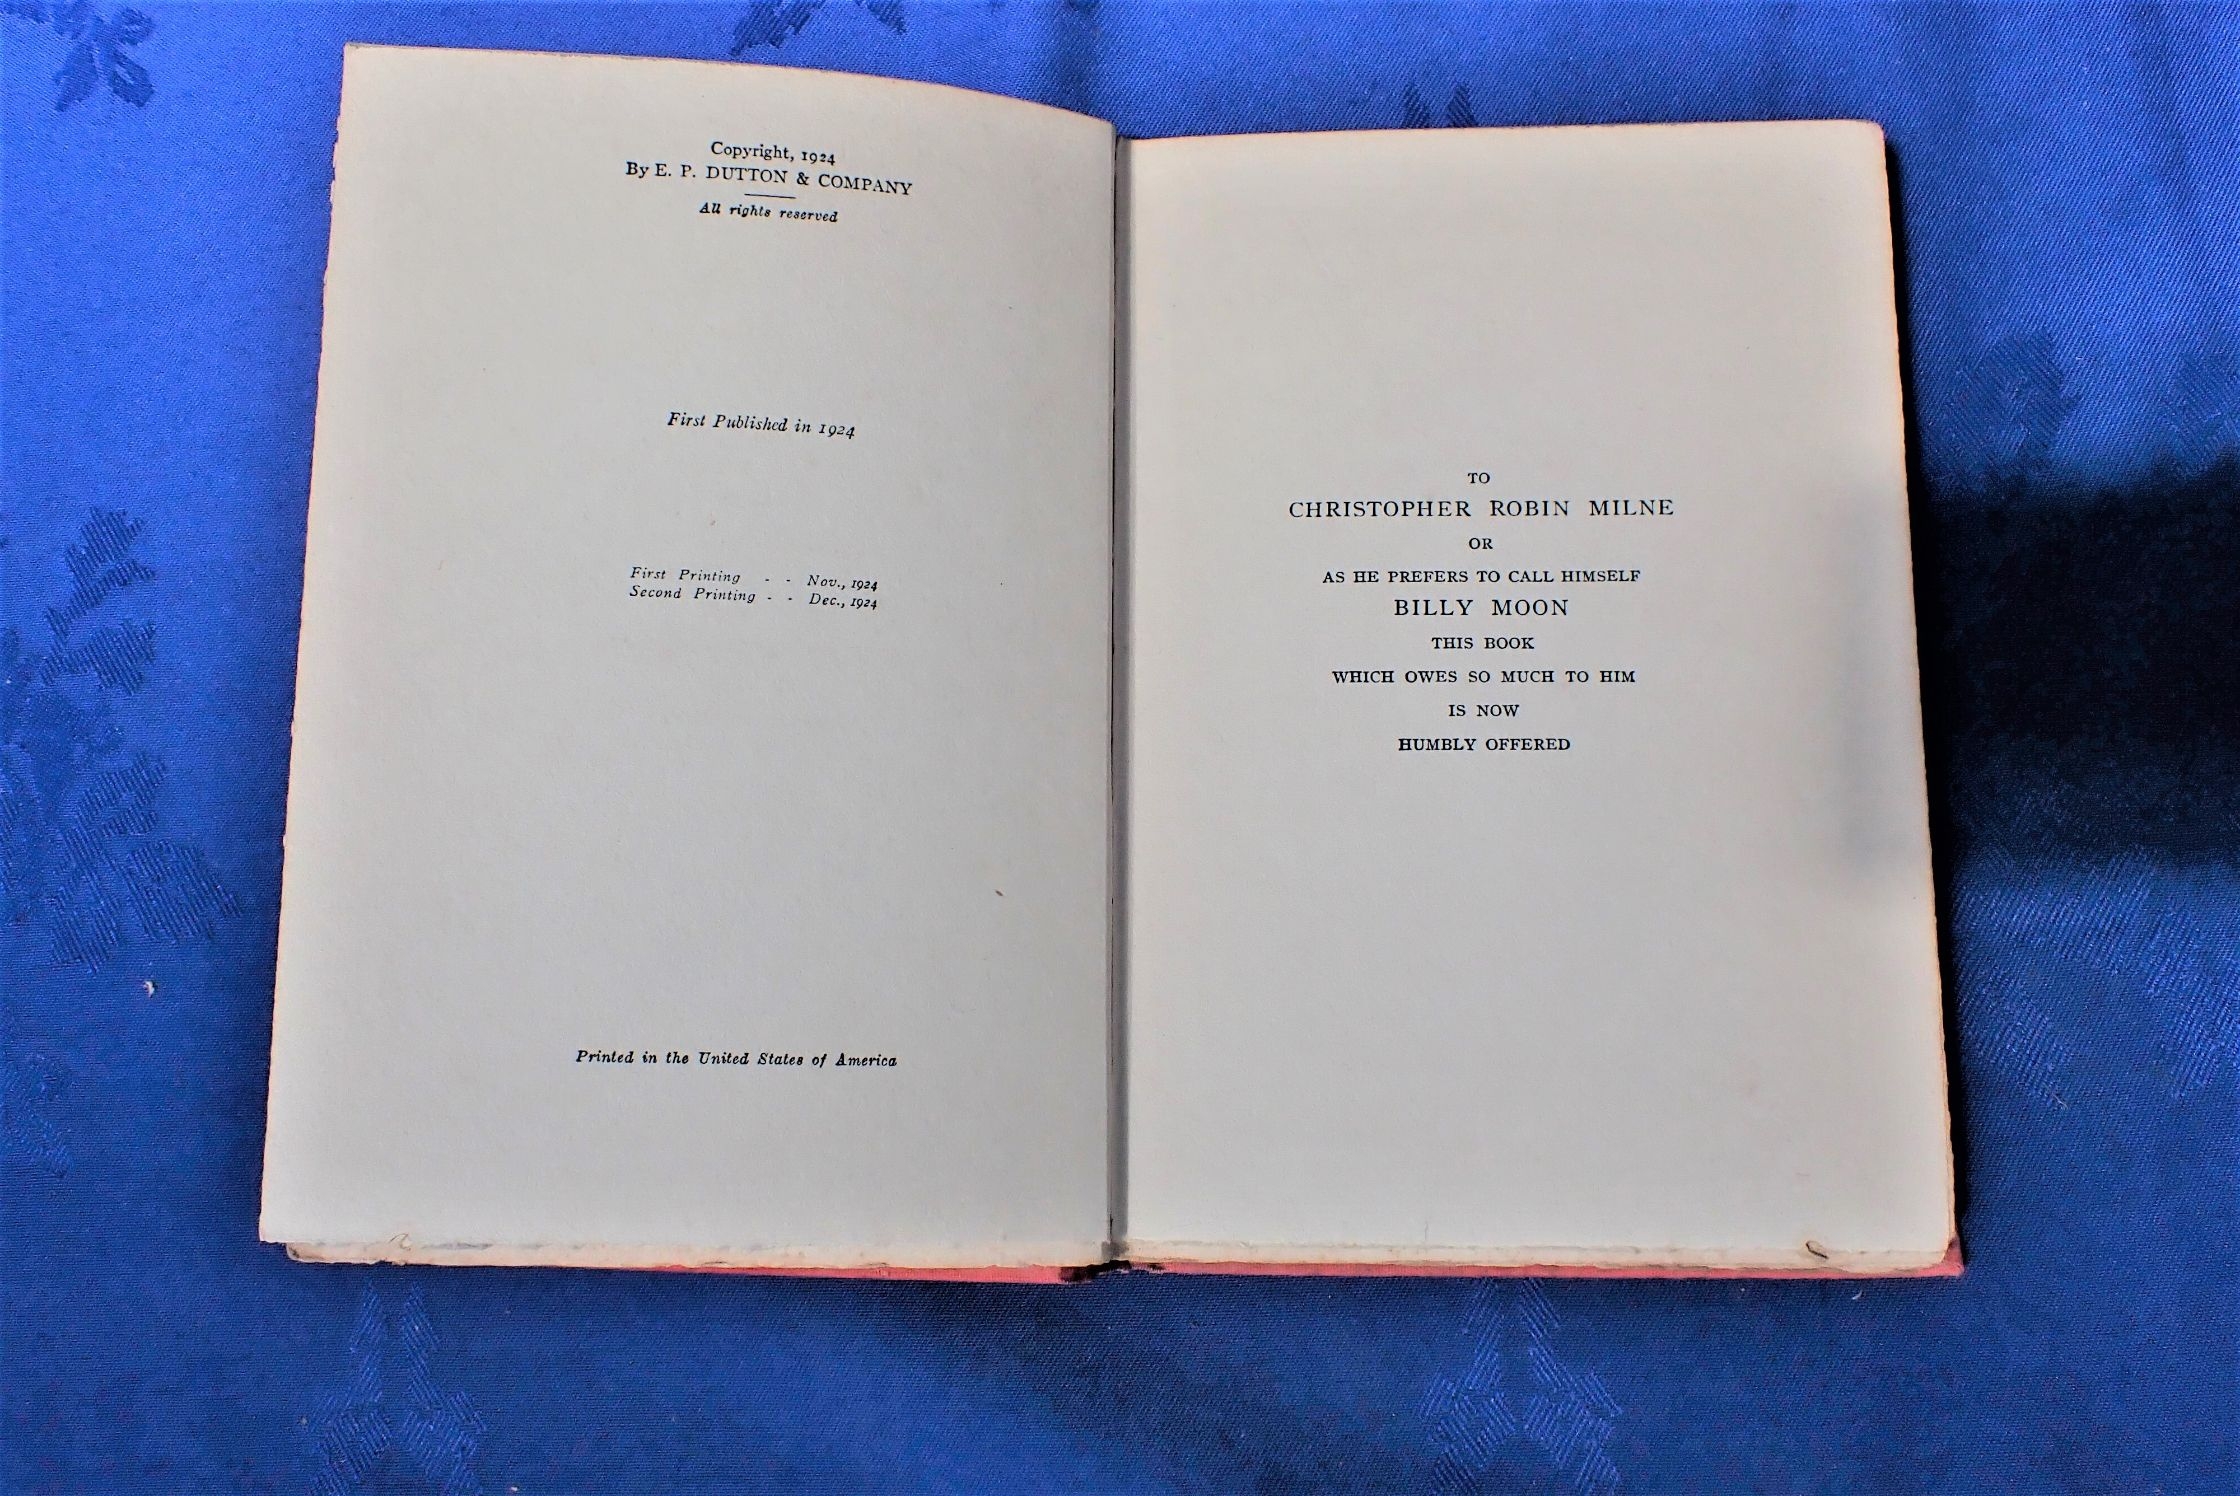 Copyright, 1924
By E. P. DUTTON & COMPANY
All rights reserved
First Published in 1924
First Printing - - Nov., 1924
Second Printing - - Dec., 1924
Printed in the United States of America
TO
CHRISTOPHER ROBIN MILNE
OR
AS HE PREFERS TO CALL HIMSELF
BILLY MOON
THIS BOOK
WHICH OWES SO MUCH TO HIM
IS NOW
HUMBLY OFFERED